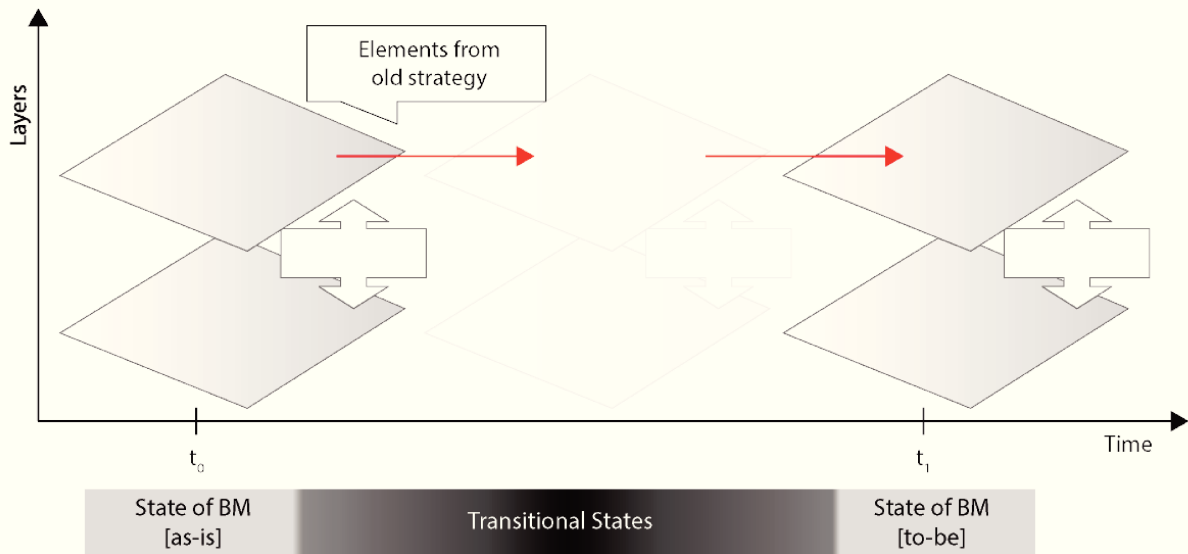 Elements from
old strategy
Layers
Time
t₀
t₁
State of BM
[as-is]
Transitional States
State of BM
[to-be]